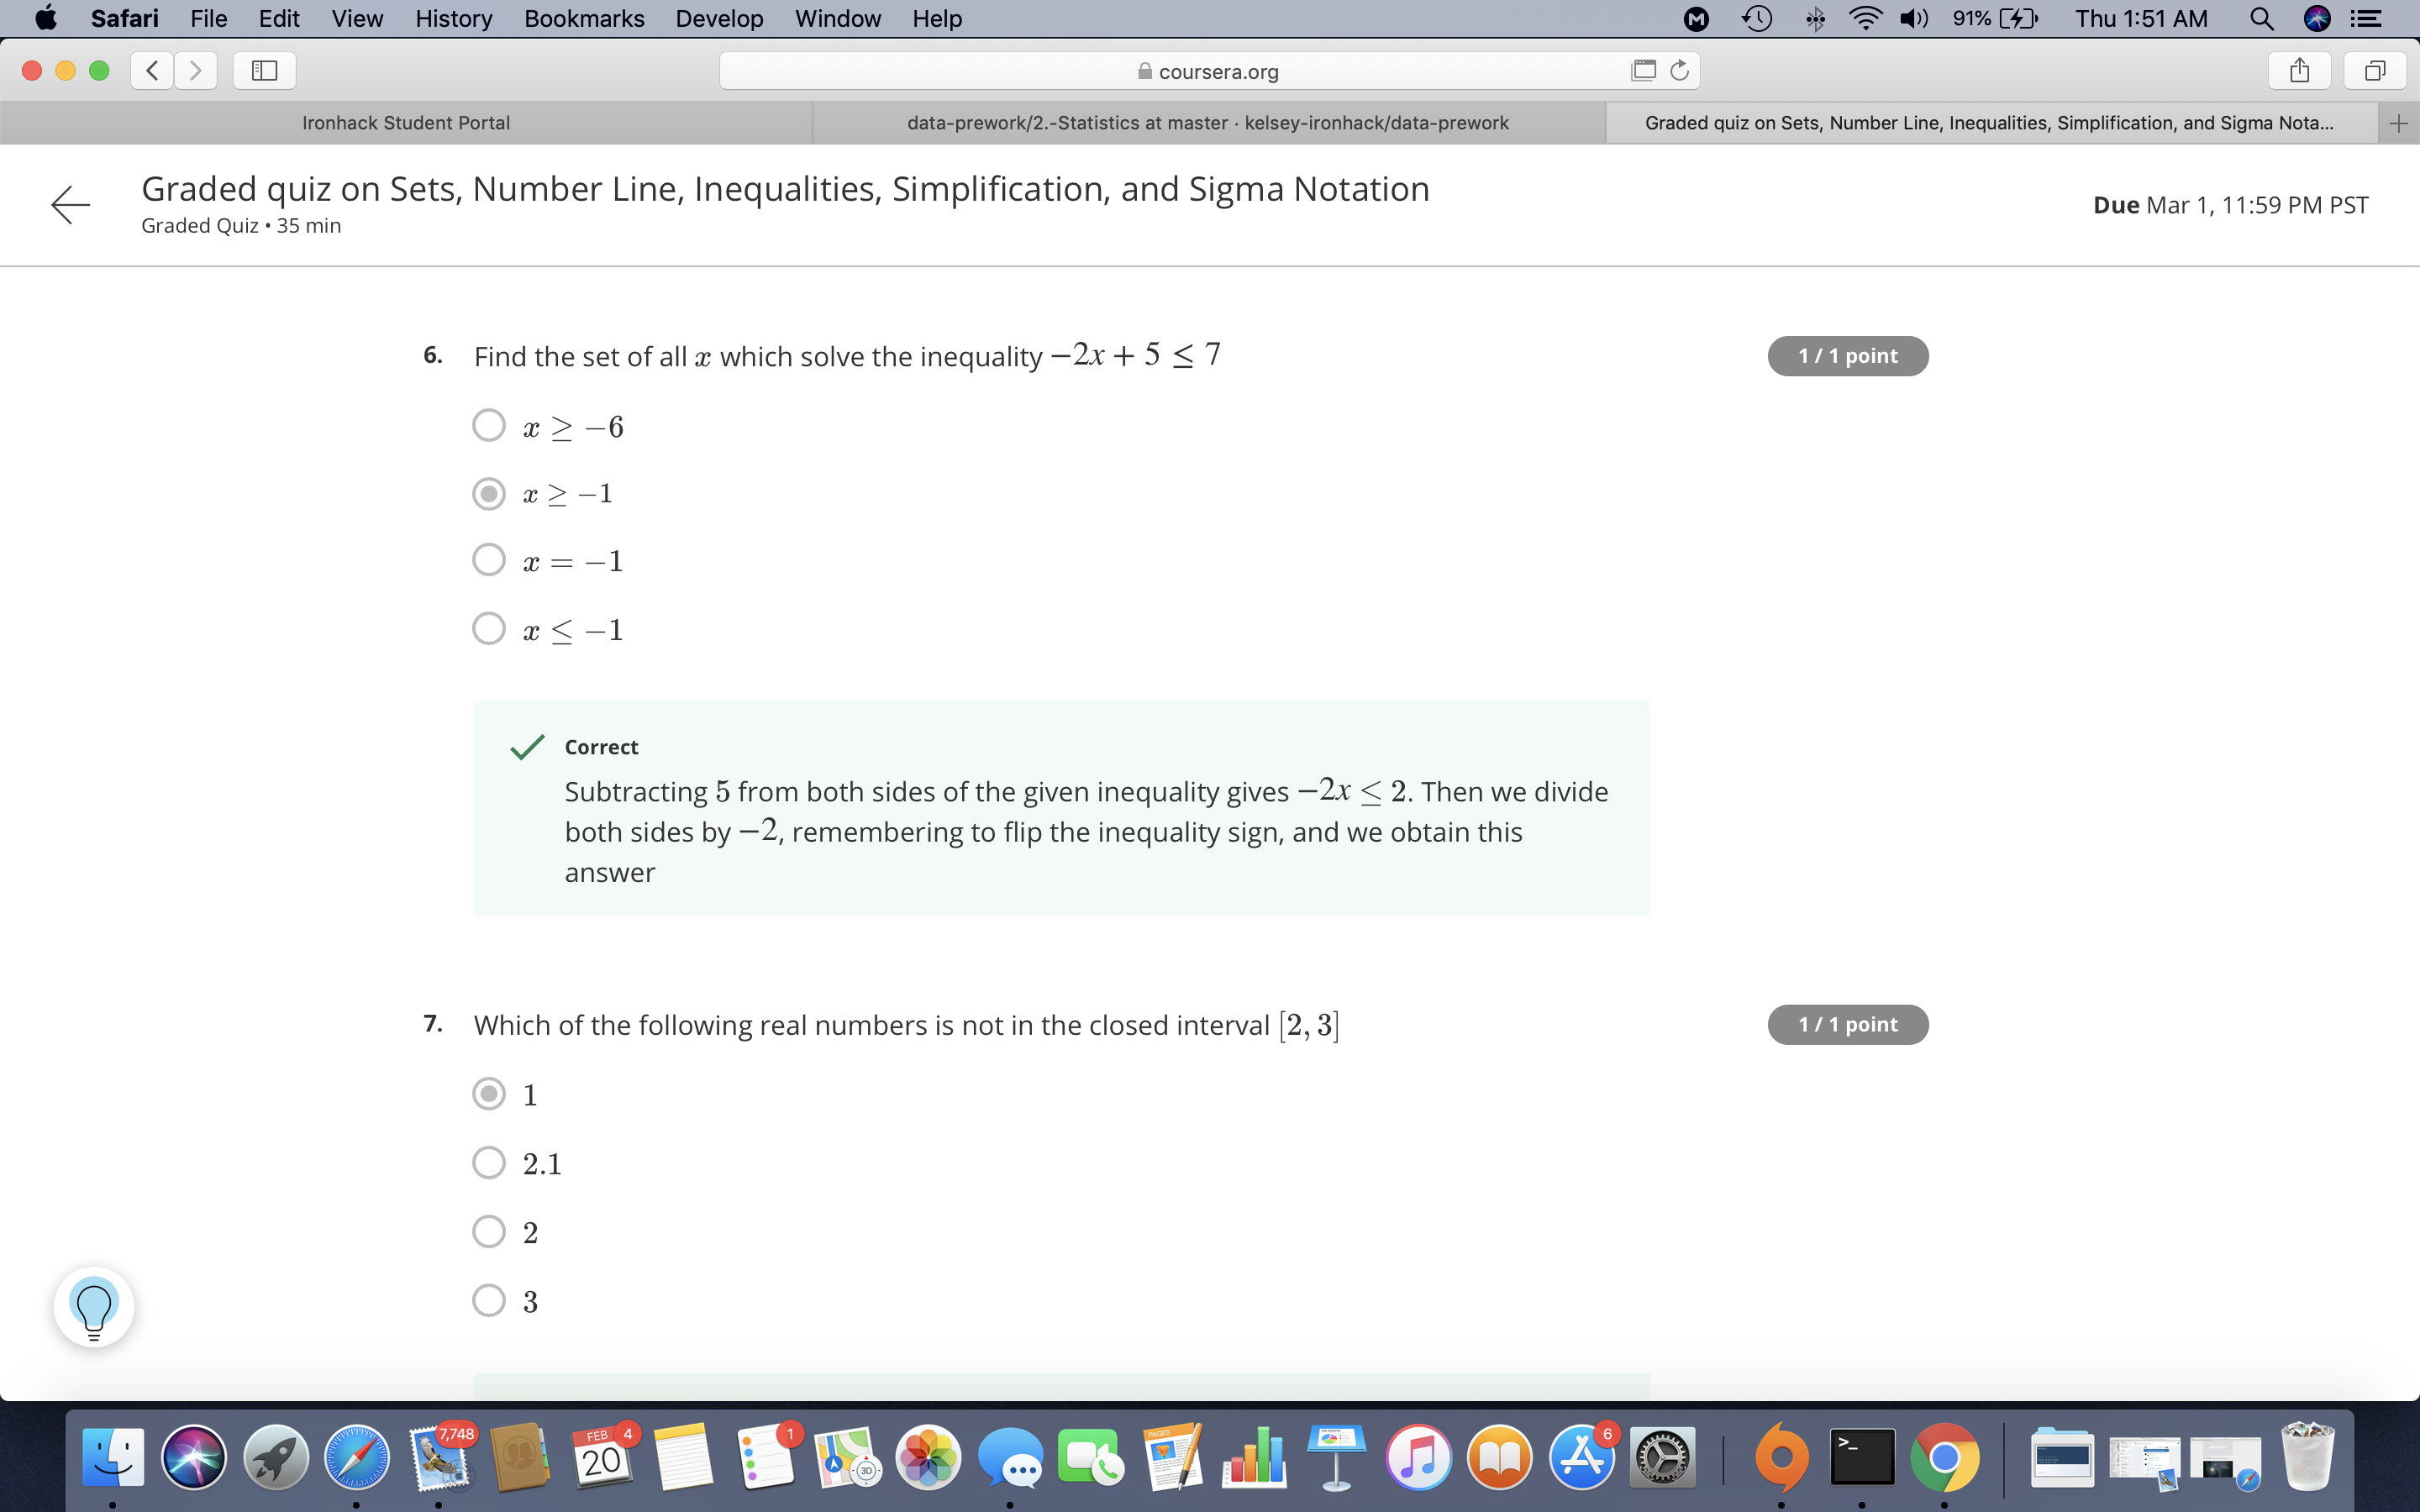 Safari File Edit View History Bookmarks Develop Window Help 91% Thu 1:51 AM
coursera.org
Ironhack Student Portal
data-prework/2.-Statistics at master · kelsey-ironhack/data-prework
Graded quiz on Sets, Number Line, Inequalities, Simplification, and Sigma Nota...
Graded quiz on Sets, Number Line, Inequalities, Simplification, and Sigma Notation
Graded Quiz • 35 min
Due Mar 1, 11:59 PM PST
6. Find the set of all x which solve the inequality −2x + 5 ≤ 7
1 / 1 point
x ≥ −6
x ≥ −1
x = −1
x ≤ −1
Correct
Subtracting 5 from both sides of the given inequality gives −2x ≤ 2. Then we divide
both sides by −2, remembering to flip the inequality sign, and we obtain this
answer
7. Which of the following real numbers is not in the closed interval [2, 3]
1 / 1 point
1
2.1
2
3
7,748
FEB
20
4
1
3D
PAGES
6
>_